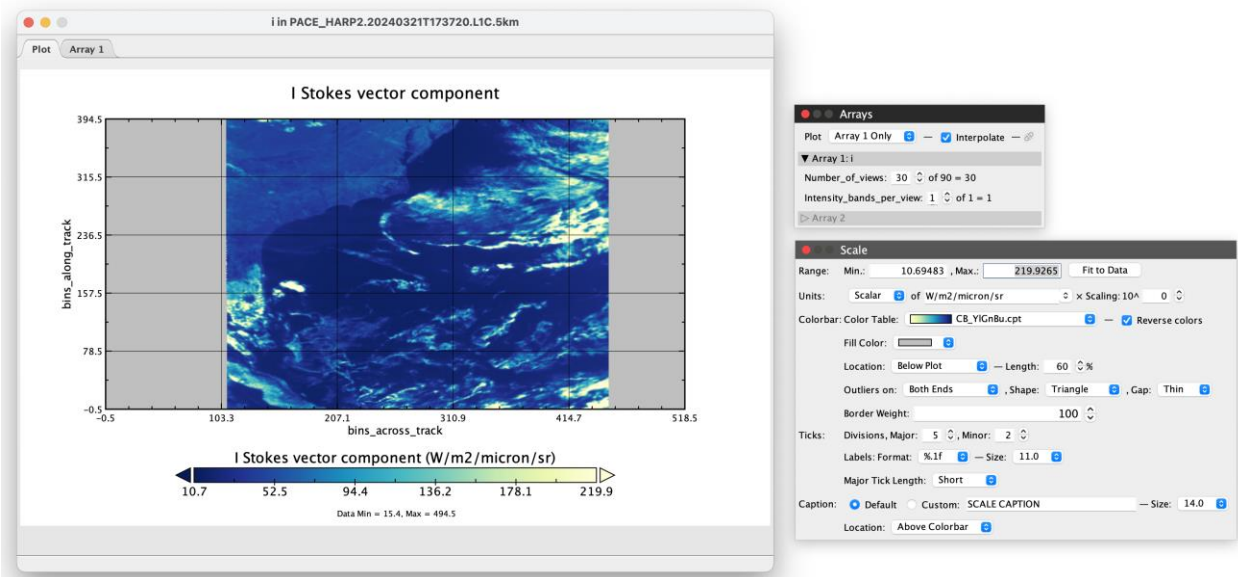 i in PACE_HARP2.20240321T173720.L1C.5km
Plot Array 1
I Stokes vector component
394.5
315.5
236.5
157.5
78.5
-0.5
bins_along_track
-0.5 103.3 207.1 310.9 414.7 518.5
bins_across_track
I Stokes vector component (W/m2/micron/sr)
10.7 52.5 94.4 136.2 178.1 219.9
Data Min = 15.4, Max = 494.5
Arrays
Plot Array 1 Only — Interpolate —
▼ Array 1: i
Number_of_views: 30 of 90 = 30
Intensity_bands_per_view: 1 of 1 = 1
▷ Array 2
Scale
Range: Min.: 10.69483 , Max.: 219.9265 Fit to Data
Units: Scalar of W/m2/micron/sr × Scaling: 10^ 0
Colorbar: Color Table: CB_YlGnBu.cpt — Reverse colors
Fill Color:
Location: Below Plot — Length: 60 %
Outliers on: Both Ends , Shape: Triangle , Gap: Thin
Border Weight: 100
Ticks: Divisions, Major: 5 , Minor: 2
Labels: Format: %.1f — Size: 11.0
Major Tick Length: Short
Caption: Default Custom: SCALE CAPTION — Size: 14.0
Location: Above Colorbar